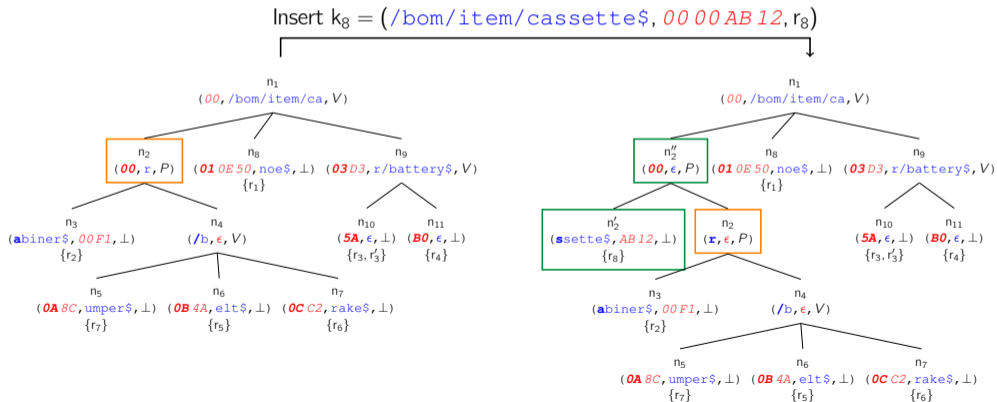 Insert k₈ = (/bom/item/cassette$, 00 00 AB 12, r₈)
n₁
(00, /bom/item/ca, V)
n₂ n₈ n₉
(00, r, P) (01 0E 50, noe$, ⊥) (03 D3, r/battery$, V)
{r₁}
n₃ n₄ n₁₀ n₁₁
(abiner$, 00 F1, ⊥) (/b, ϵ, V) (5A, ϵ, ⊥) (B0, ϵ, ⊥)
{r₂} {r₃, r₃′} {r₄}
n₅ n₆ n₇
(0A 8C, umper$, ⊥) (0B 4A, elt$, ⊥) (0C C2, rake$, ⊥)
{r₇} {r₅} {r₆}
n₁
(00, /bom/item/ca, V)
n₂″ n₈ n₉
(00, ϵ, P) (01 0E 50, noe$, ⊥) (03 D3, r/battery$, V)
{r₁}
n₂′ n₂ n₁₀ n₁₁
(ssette$, AB 12, ⊥) (r, ϵ, P) (5A, ϵ, ⊥) (B0, ϵ, ⊥)
{r₈} {r₃, r₃′} {r₄}
n₃ n₄
(abiner$, 00 F1, ⊥) (/b, ϵ, V)
{r₂}
n₅ n₆ n₇
(0A 8C, umper$, ⊥) (0B 4A, elt$, ⊥) (0C C2, rake$, ⊥)
{r₇} {r₅} {r₆}